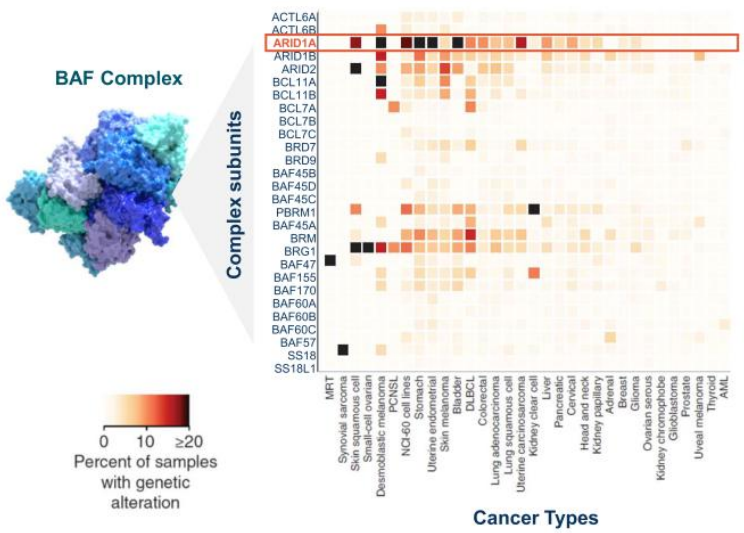 BAF Complex
Complex subunits
ACTL6A
ACTL6B
ARID1A
ARID1B
ARID2
BCL11A
BCL11B
BCL7A
BCL7B
BCL7C
BRD7
BRD9
BAF45B
BAF45D
BAF45C
PBRM1
BAF45A
BRM
BRG1
BAF47
BAF155
BAF170
BAF60A
BAF60B
BAF60C
BAF57
SS18
SS18L1
MRT
Synovial sarcoma
Skin squamous cell
Small-cell ovarian
Desmoblastic melanoma
PCNSL
NCI-60 cell lines
Stomach
Uterine endometrial
Skin melanoma
Bladder
DLBCL
Colorectal
Lung adenocarcinoma
Lung squamous cell
Uterine carcinosarcoma
Kidney clear cell
Liver
Pancreatic
Cervical
Head and neck
Kidney papillary
Adrenal
Breast
Glioma
Ovarian serous
Kidney chromophobe
Glioblastoma
Prostate
Uveal melanoma
Thyroid
AML
Cancer Types
0 10 ≥20
Percent of samples
with genetic
alteration